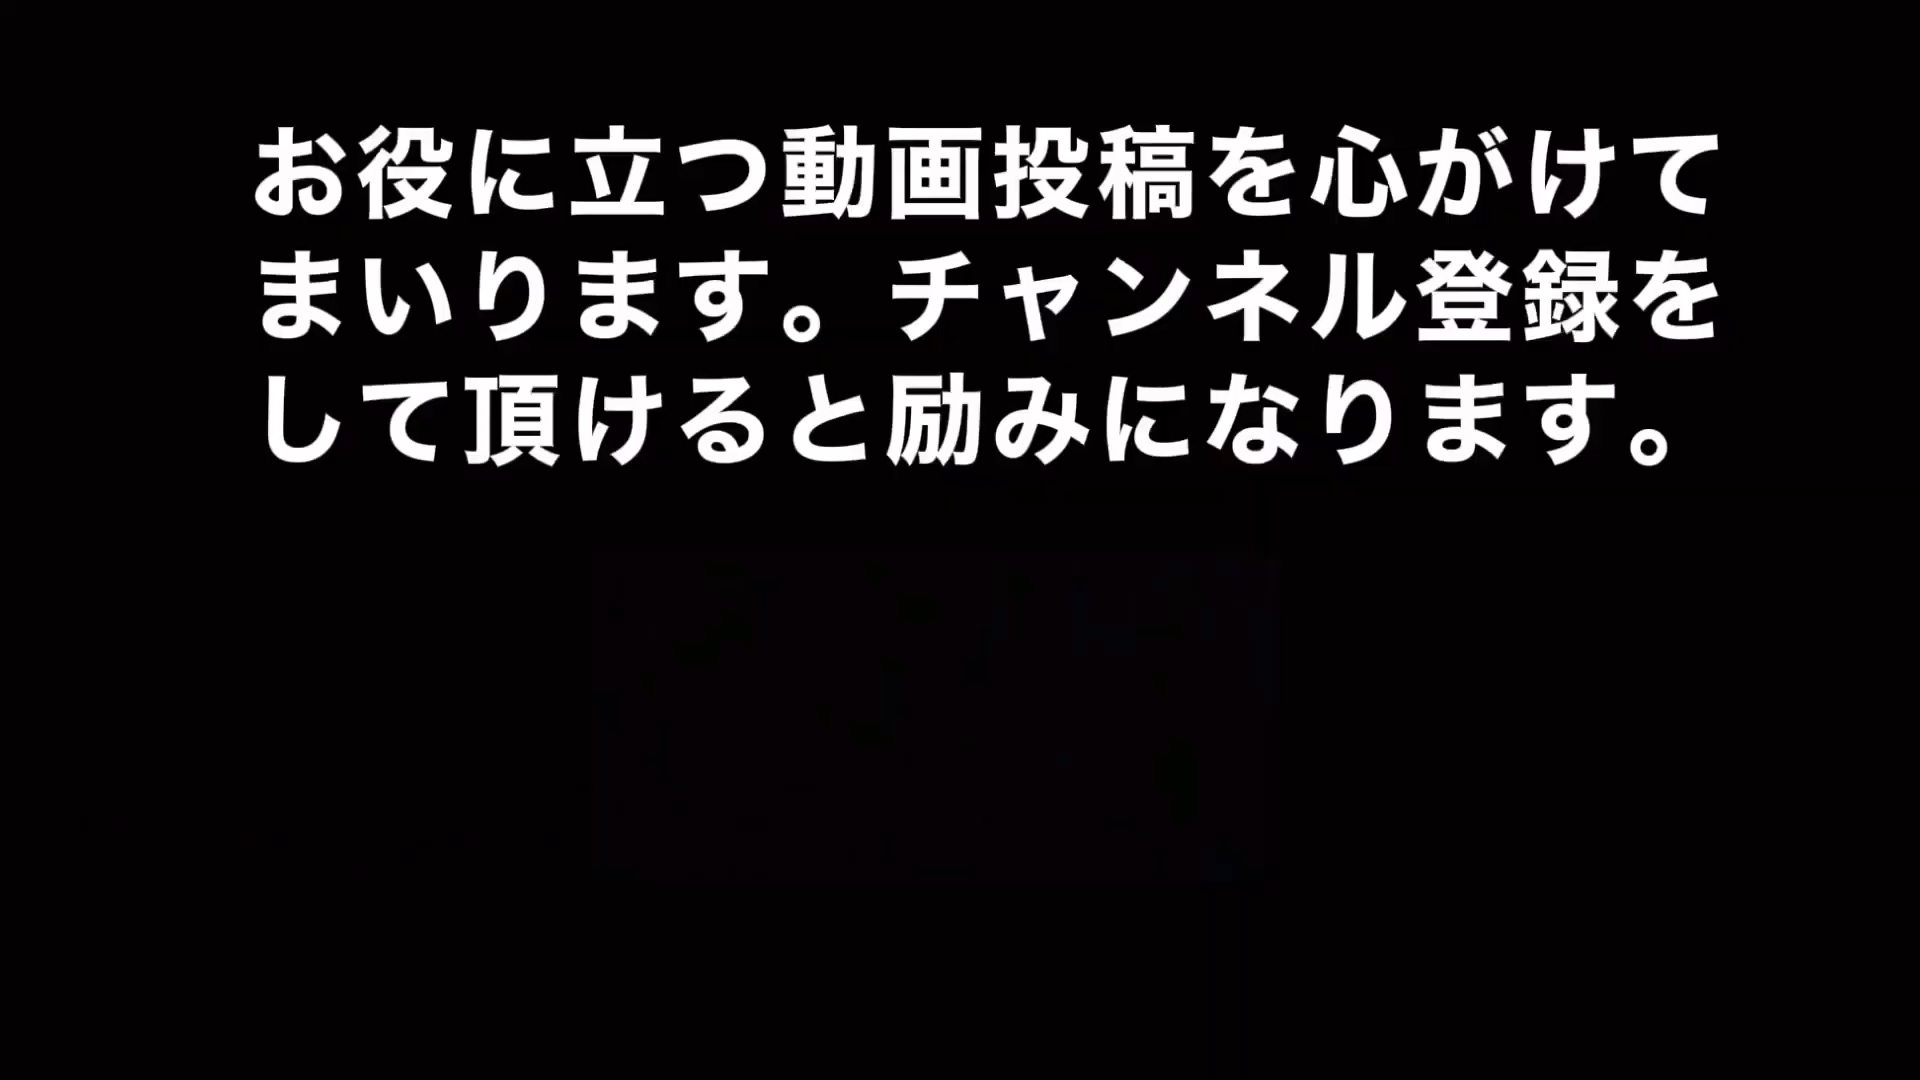 お役に立つ動画投稿を心がけて
まいります。チャンネル登録を
して頂けると励みになります。